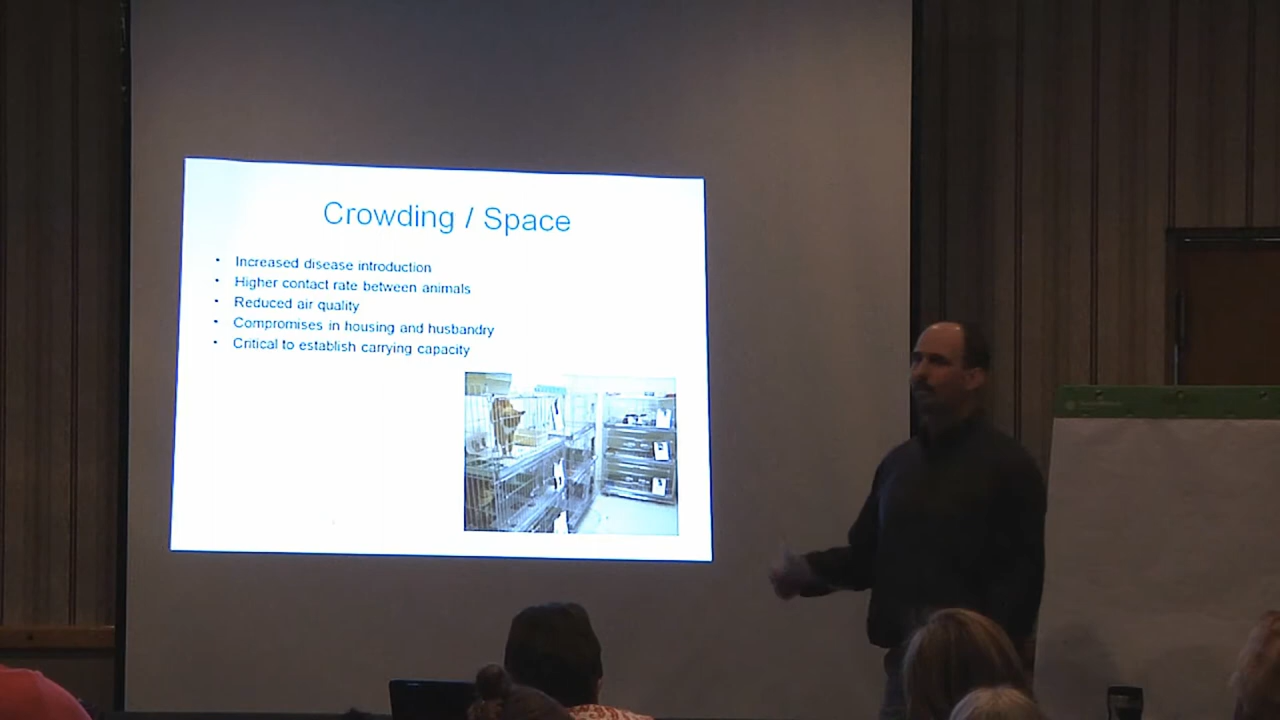 Crowding / Space
• Increased disease introduction
• Higher contact rate between animals
• Reduced air quality
• Compromises in housing and husbandry
• Critical to establish carrying capacity